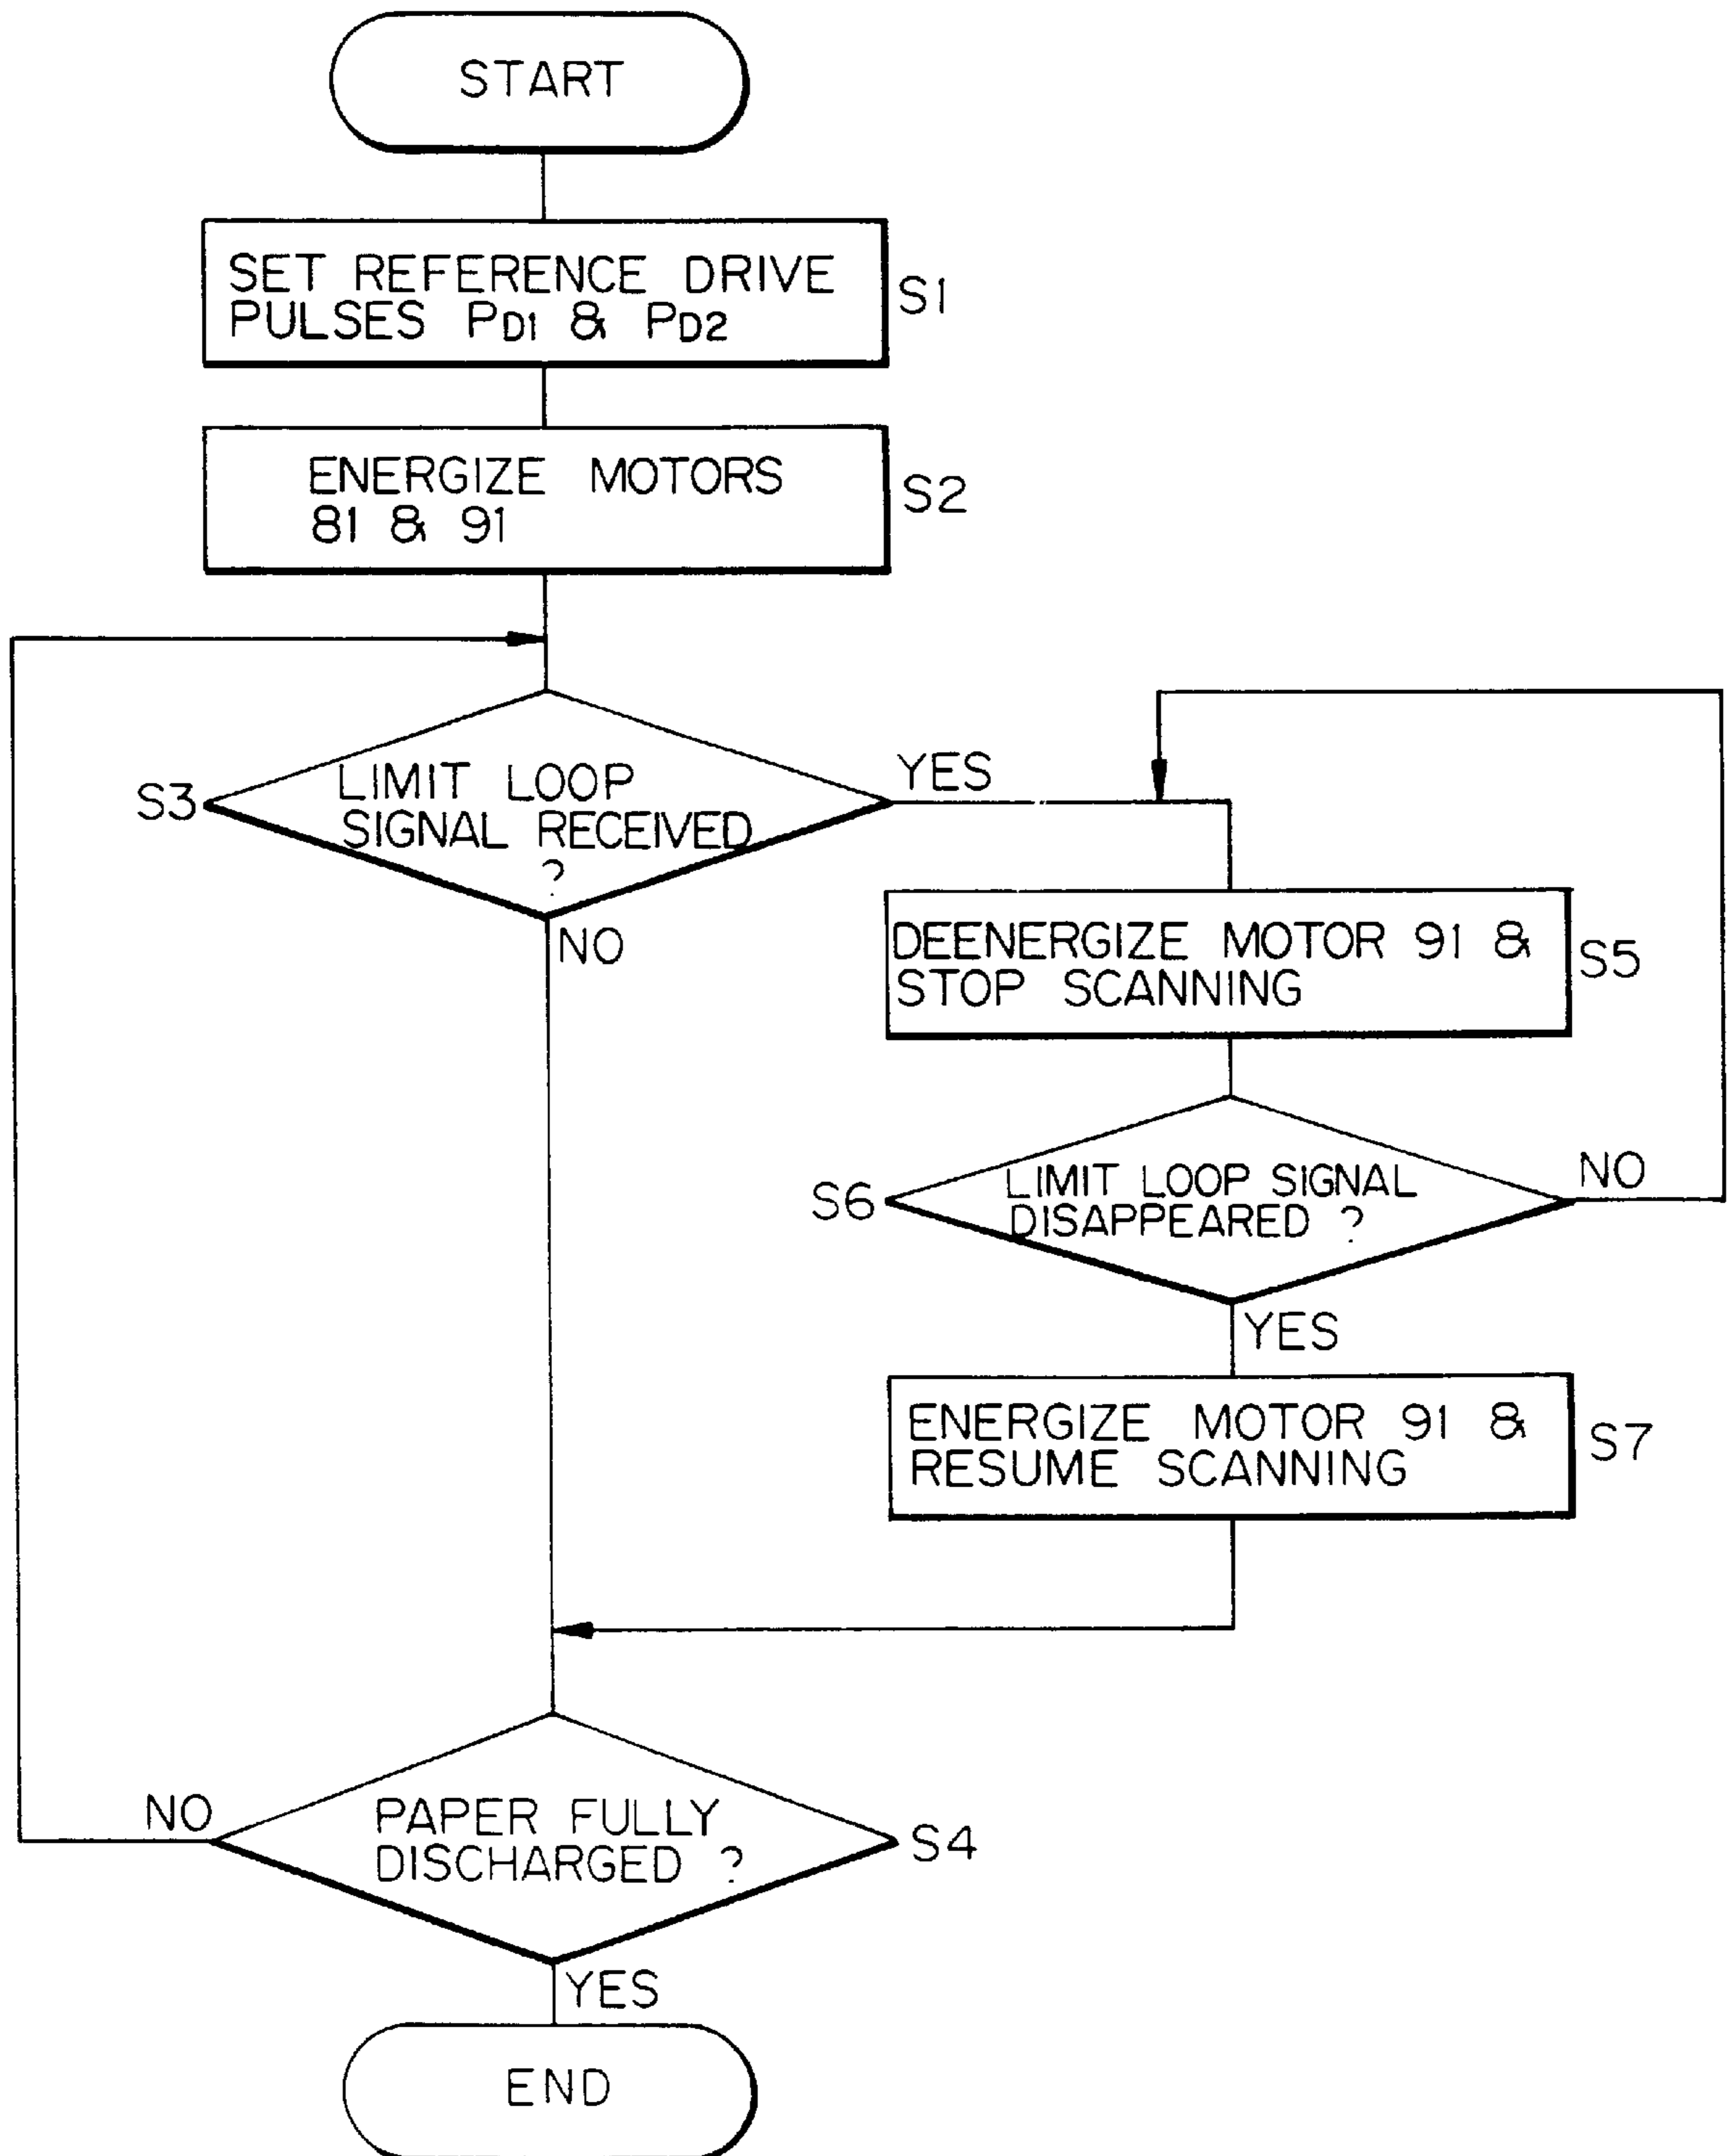 START
SET REFERENCE DRIVE
PULSES PD1 & PD2
S1
ENERGIZE MOTORS
81 & 91
S2
S3
LIMIT LOOP
SIGNAL RECEIVED
?
YES
NO
DEENERGIZE MOTOR 91 &
STOP SCANNING
S5
S6
LIMIT LOOP SIGNAL
DISAPPEARED ?
NO
YES
ENERGIZE MOTOR 91 &
RESUME SCANNING
S7
NO
PAPER FULLY
DISCHARGED ?
S4
YES
END